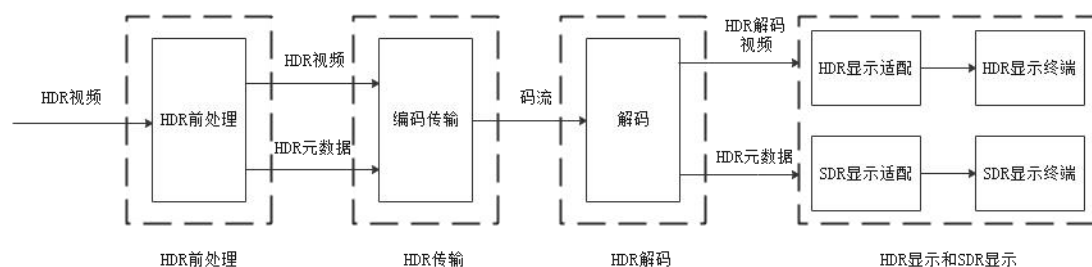 HDR视频
HDR前处理
HDR视频
HDR元数据
编码传输
码流
解码
HDR解码
视频
HDR元数据
HDR显示适配
HDR显示终端
SDR显示适配
SDR显示终端
HDR前处理
HDR传输
HDR解码
HDR显示和SDR显示